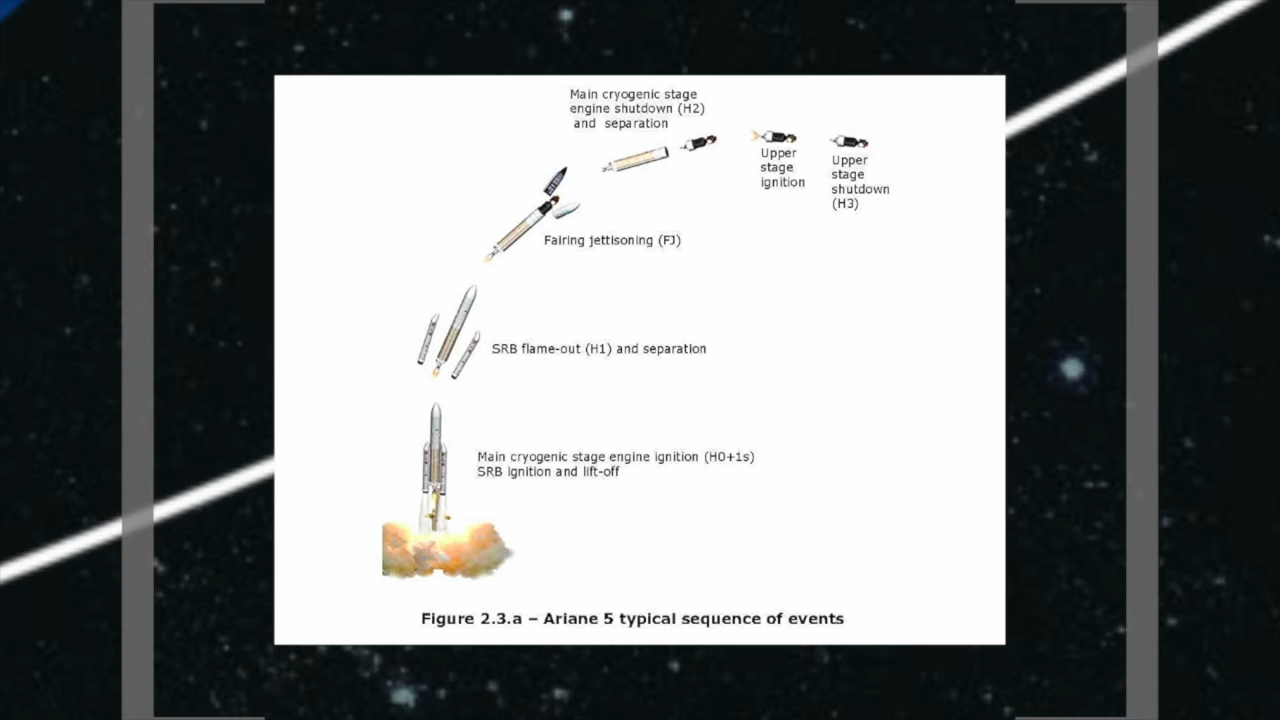 Main cryogenic stage
engine shutdown (H2)
and separation
Upper
stage
ignition
Upper
stage
shutdown
(H3)
Fairing jettisoning (FJ)
SRB flame-out (H1) and separation
Main cryogenic stage engine ignition (H0+1s)
SRB ignition and lift-off
Figure 2.3.a – Ariane 5 typical sequence of events